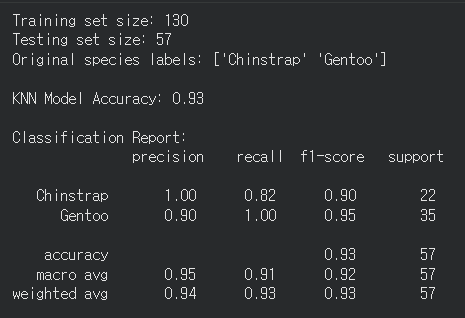 Training set size: 130
Testing set size: 57
Original species labels: ['Chinstrap' 'Gentoo']
KNN Model Accuracy: 0.93
Classification Report:
precision recall f1-score support
Chinstrap 1.00 0.82 0.90 22
Gentoo 0.90 1.00 0.95 35
accuracy 0.93 57
macro avg 0.95 0.91 0.92 57
weighted avg 0.94 0.93 0.93 57